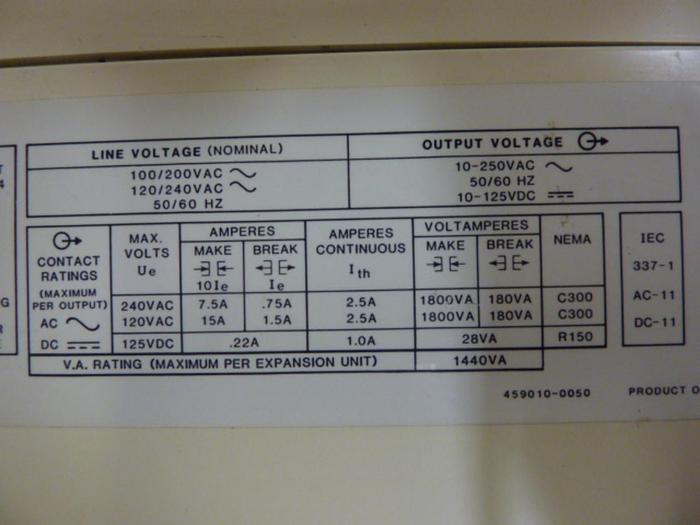 LINE VOLTAGE (NOMINAL)
100/200VAC
120/240VAC
50/60 HZ
OUTPUT VOLTAGE
10-250VAC
50/60 HZ
10-125VDC
CONTACT
RATINGS
(MAXIMUM
PER OUTPUT)
AC
DC
MAX.
VOLTS
Ue
AMPERES
MAKE
10Ie
BREAK
Ie
AMPERES
CONTINUOUS
Ith
VOLTAMPERES
MAKE
BREAK
NEMA
240VAC 7.5A .75A 2.5A 1800VA 180VA C300
120VAC 15A 1.5A 2.5A 1800VA 180VA C300
125VDC .22A 1.0A 28VA R150
V.A. RATING (MAXIMUM PER EXPANSION UNIT) 1440VA
IEC
337-1
AC-11
DC-11
459010-0050
PRODUCT O
T
4
G
R